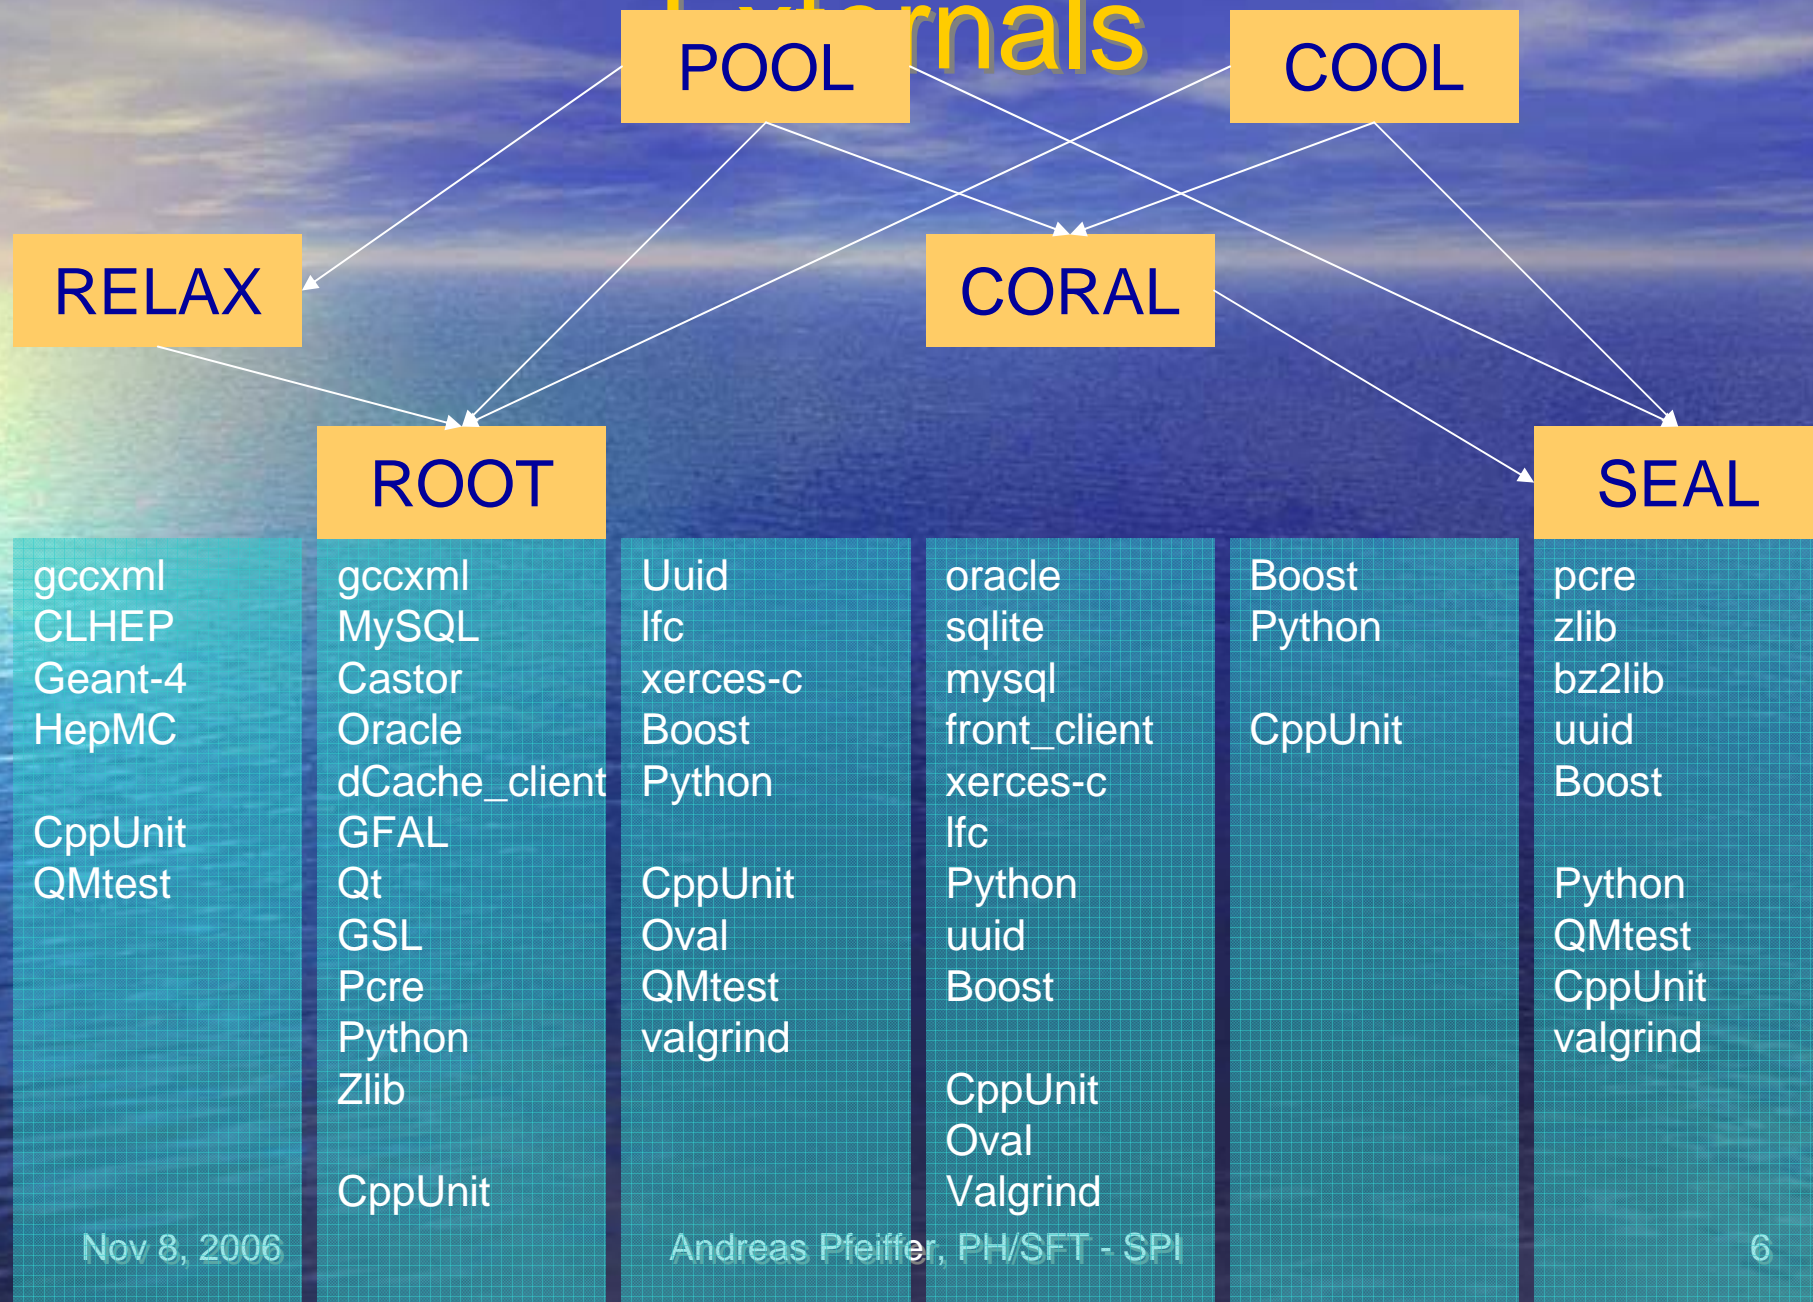 Externals
POOL
COOL
RELAX
CORAL
ROOT
SEAL
gccxml
CLHEP
Geant-4
HepMC
CppUnit
QMtest
gccxml
MySQL
Castor
Oracle
dCache_client
GFAL
Qt
GSL
Pcre
Python
Zlib
CppUnit
Uuid
lfc
xerces-c
Boost
Python
CppUnit
Oval
QMtest
valgrind
oracle
sqlite
mysql
front_client
xerces-c
lfc
Python
uuid
Boost
CppUnit
Oval
Valgrind
Boost
Python
CppUnit
pcre
zlib
bz2lib
uuid
Boost
Python
QMtest
CppUnit
valgrind
Nov 8, 2006
Andreas Pfeiffer, PH/SFT - SPI
6